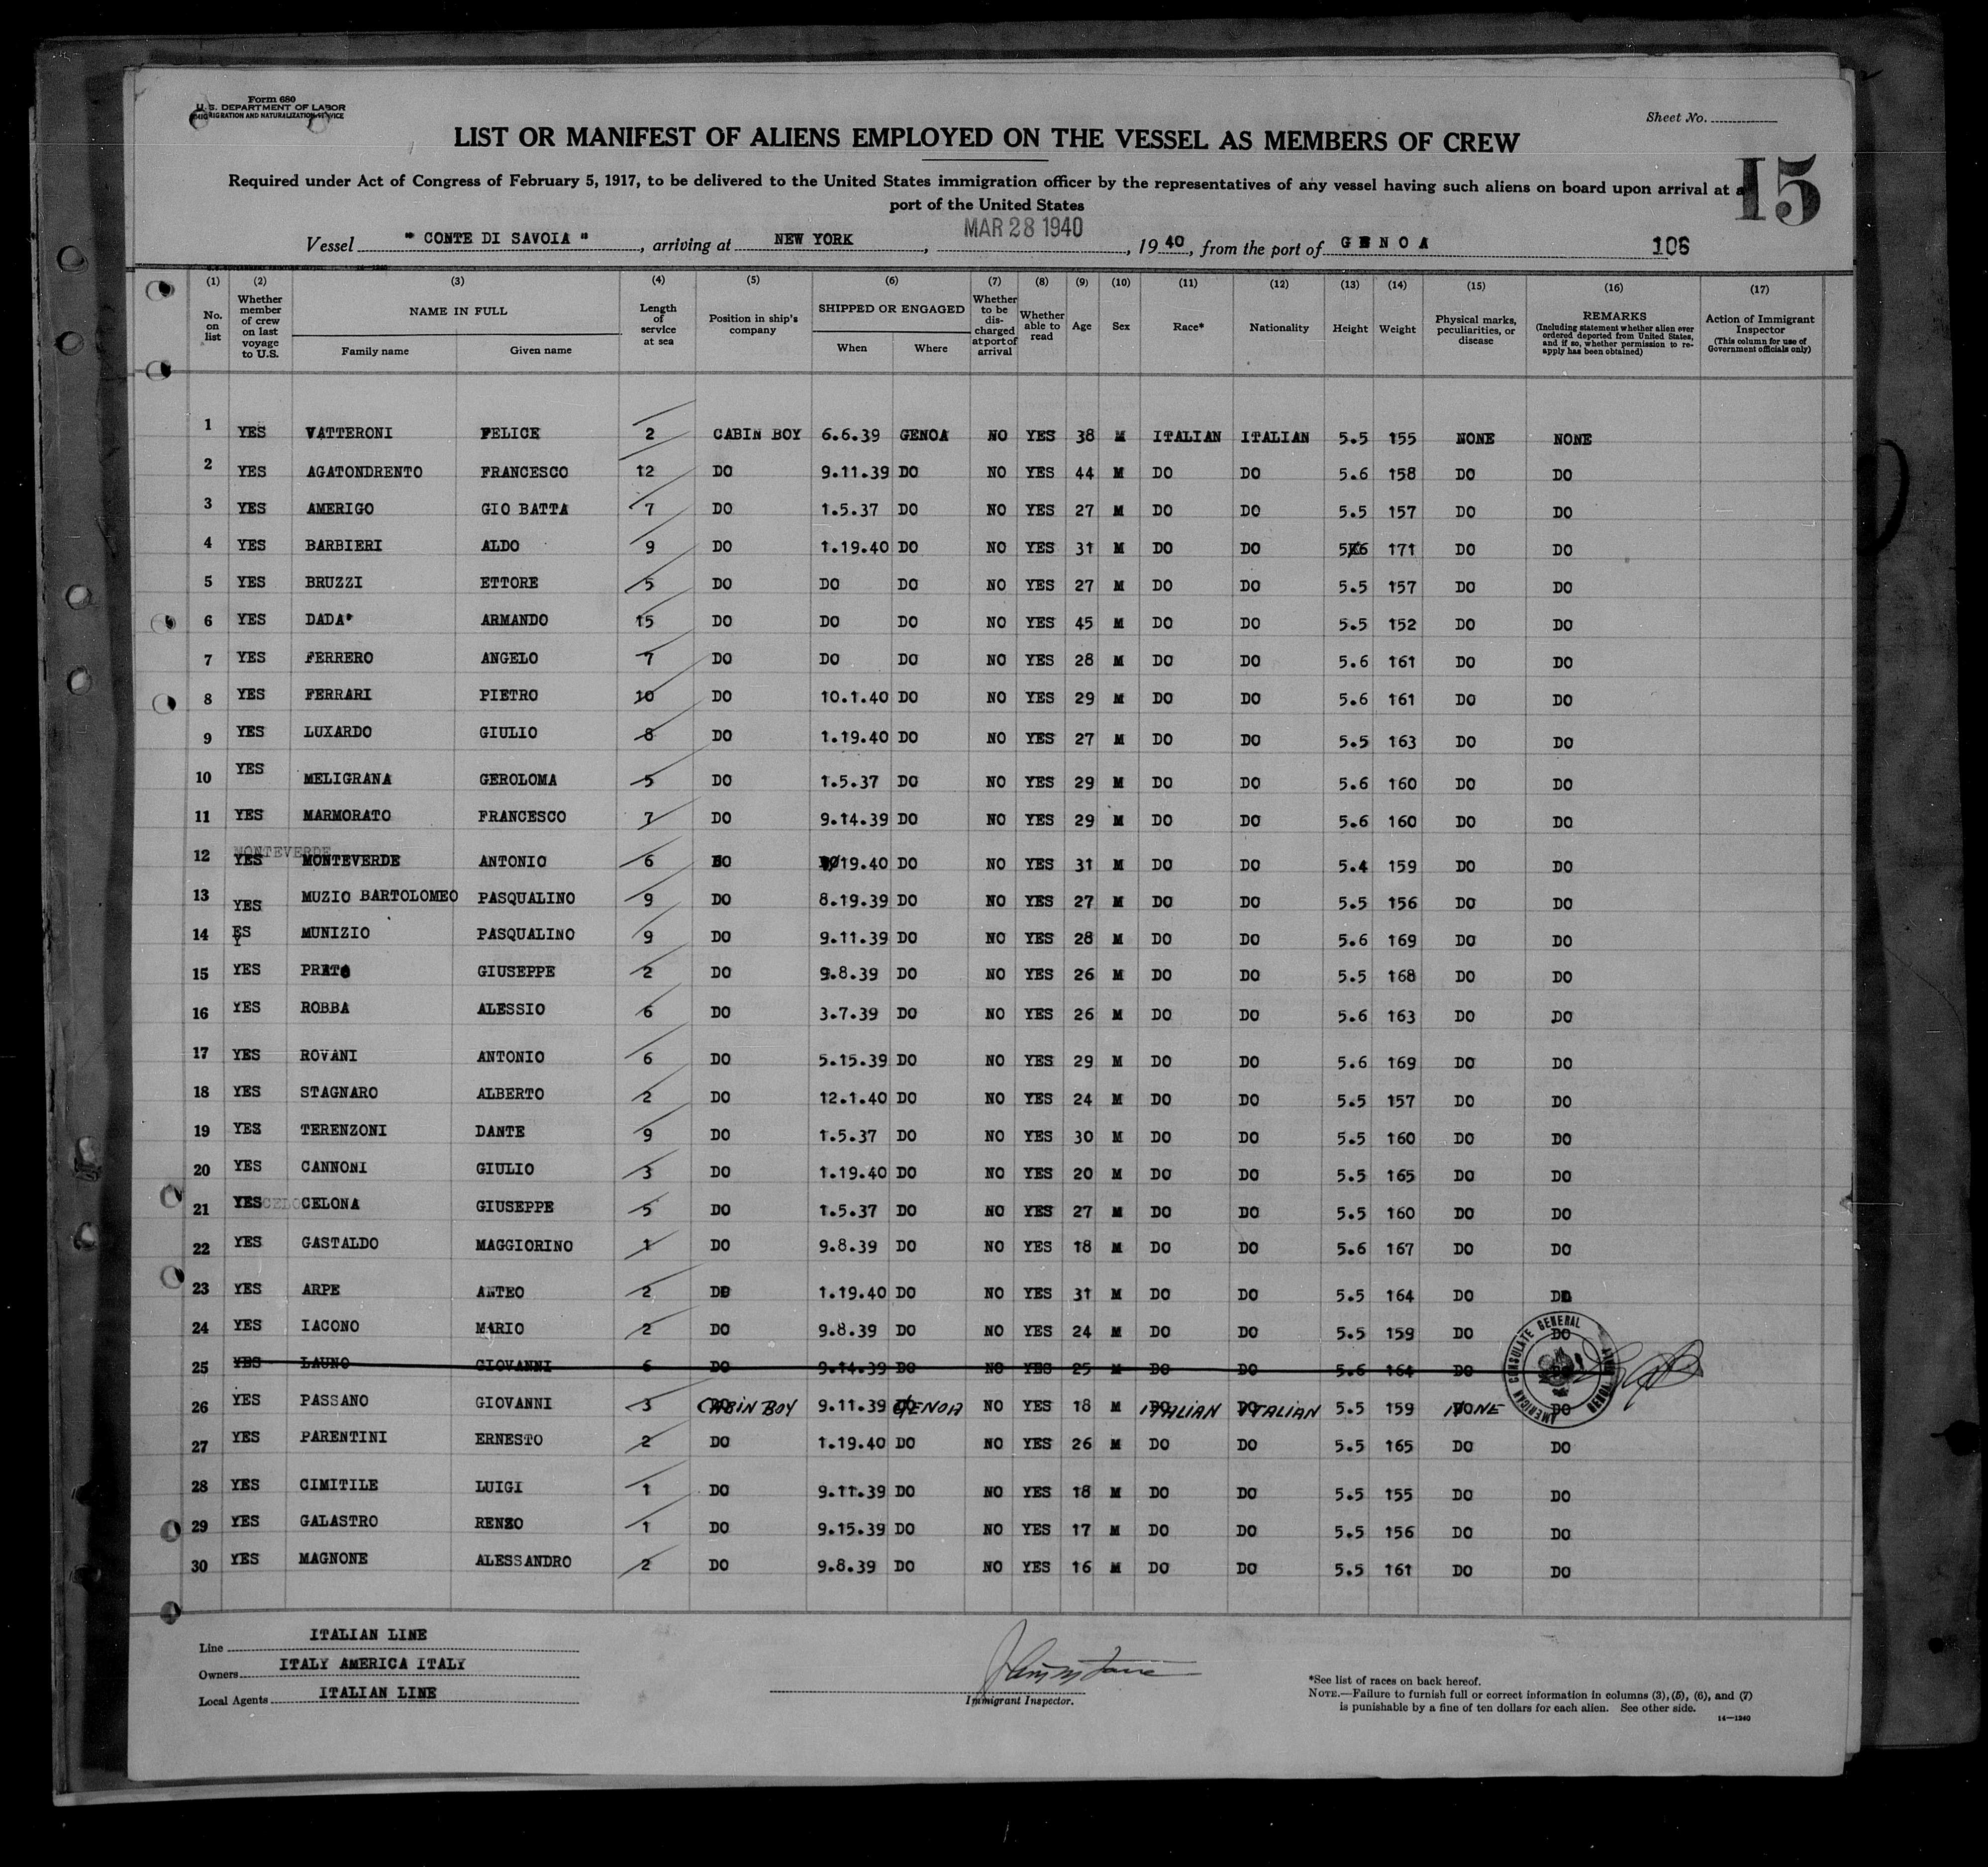 Form 680
U. S. DEPARTMENT OF LABOR
IMMIGRATION AND NATURALIZATION SERVICE
Sheet No.
LIST OR MANIFEST OF ALIENS EMPLOYED ON THE VESSEL AS MEMBERS OF CREW
Required under Act of Congress of February 5, 1917, to be delivered to the United States immigration officer by the representatives of any vessel having such aliens on board upon arrival at a
port of the United States
15
Vessel " CONTE DI SAVOIA ", arriving at NEW YORK, MAR 28 1940, 1940, from the port of GENOA 106
(1) No. on list
(2) Whether member of crew on last voyage to U.S.
(3) NAME IN FULL Family name Given name
(4) Length of service at sea
(5) Position in ship's company
(6) SHIPPED OR ENGAGED When Where
(7) Whether to be discharged at port of arrival
(8) Whether able to read
(9) Age
(10) Sex
(11) Race*
(12) Nationality
(13) Height
(14) Weight
(15) Physical marks, peculiarities, or disease
(16) REMARKS (Including statement whether alien ever ordered deported from United States, and if so, whether permission to reapply has been obtained)
(17) Action of Immigrant Inspector (This column for use of Government officials only)
1 YES VATTERONI FELICE 2 CABIN BOY 6.6.39 GENOA NO YES 38 M ITALIAN ITALIAN 5.5 155 NONE NONE
2 YES AGATONDRENTO FRANCESCO 12 DO 9.11.39 DO NO YES 44 M DO DO 5.6 158 DO DO
3 YES AMERIGO GIO BATTA 7 DO 1.5.37 DO NO YES 27 M DO DO 5.5 157 DO DO
4 YES BARBIERI ALDO 9 DO 1.19.40 DO NO YES 31 M DO DO 5.6 171 DO DO
5 YES BRUZZI ETTORE 5 DO DO DO NO YES 27 M DO DO 5.5 157 DO DO
6 YES DADA' ARMANDO 15 DO DO DO NO YES 45 M DO DO 5.5 152 DO DO
7 YES FERRERO ANGELO 7 DO DO DO NO YES 28 M DO DO 5.6 161 DO DO
8 YES FERRARI PIETRO 10 DO 10.1.40 DO NO YES 29 M DO DO 5.6 161 DO DO
9 YES LUXARDO GIULIO 8 DO 1.19.40 DO NO YES 27 M DO DO 5.5 163 DO DO
10 YES MELIGRANA GEROLOMA 5 DO 1.5.37 DO NO YES 29 M DO DO 5.6 160 DO DO
11 YES MARMORATO FRANCESCO 7 DO 9.14.39 DO NO YES 29 M DO DO 5.6 160 DO DO
12 YES MONTEVERDE ANTONIO 6 DO 19.40 DO NO YES 31 M DO DO 5.4 159 DO DO
13 YES MUZIO BARTOLOMEO PASQUALINO 9 DO 8.19.39 DO NO YES 27 M DO DO 5.5 156 DO DO
14 YES MUNIZIO PASQUALINO 9 DO 9.11.39 DO NO YES 28 M DO DO 5.6 169 DO DO
15 YES PRATO GIUSEPPE 2 DO 9.8.39 DO NO YES 26 M DO DO 5.5 168 DO DO
16 YES ROBBA ALESSIO 6 DO 3.7.39 DO NO YES 26 M DO DO 5.6 163 DO DO
17 YES ROVANI ANTONIO 6 DO 5.15.39 DO NO YES 29 M DO DO 5.6 169 DO DO
18 YES STAGNARO ALBERTO 2 DO 12.1.40 DO NO YES 24 M DO DO 5.5 157 DO DO
19 YES TERENZONI DANTE 9 DO 1.5.37 DO NO YES 30 M DO DO 5.5 160 DO DO
20 YES CANNONI GIULIO 3 DO 1.19.40 DO NO YES 20 M DO DO 5.5 165 DO DO
21 YES CELONA GIUSEPPE 5 DO 1.5.37 DO NO YES 27 M DO DO 5.5 160 DO DO
22 YES GASTALDO MAGGIORINO 1 DO 9.8.39 DO NO YES 18 M DO DO 5.6 167 DO DO
23 YES ARPE ANTEO 2 DO 1.19.40 DO NO YES 31 M DO DO 5.5 164 DO DO
24 YES IACONO MARIO 2 DO 9.8.39 DO NO YES 24 M DO DO 5.5 159 DO DO
25 YES LAUNO GIOVANNI 6 DO 9.14.39 DO NO YES 25 M DO DO 5.6 164 DO
AMERICAN CONSULATE GENERAL GENOA ITALY
26 YES PASSANO GIOVANNI 3 CABIN BOY 9.11.39 GENOA NO YES 18 M ITALIAN ITALIAN 5.5 159 NONE DO
27 YES PARENTINI ERNESTO 2 DO 1.19.40 DO NO YES 26 M DO DO 5.5 165 DO DO
28 YES CIMITILE LUIGI 1 DO 9.11.39 DO NO YES 18 M DO DO 5.5 155 DO DO
29 YES GALASTRO RENZO 1 DO 9.15.39 DO NO YES 17 M DO DO 5.5 156 DO DO
30 YES MAGNONE ALESSANDRO 2 DO 9.8.39 DO NO YES 16 M DO DO 5.5 161 DO DO
Line ITALIAN LINE
Owners ITALY AMERICA ITALY
Local Agents ITALIAN LINE
Immigrant Inspector.
*See list of races on back hereof.
NOTE.—Failure to furnish full or correct information in columns (3), (5), (6), and (7)
is punishable by a fine of ten dollars for each alien. See other side.
14—1240